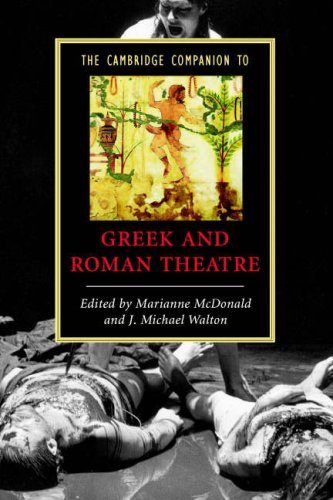 THE CAMBRIDGE COMPANION TO
GREEK AND
ROMAN THEATRE
Edited by Marianne McDonald
and J. Michael Walton